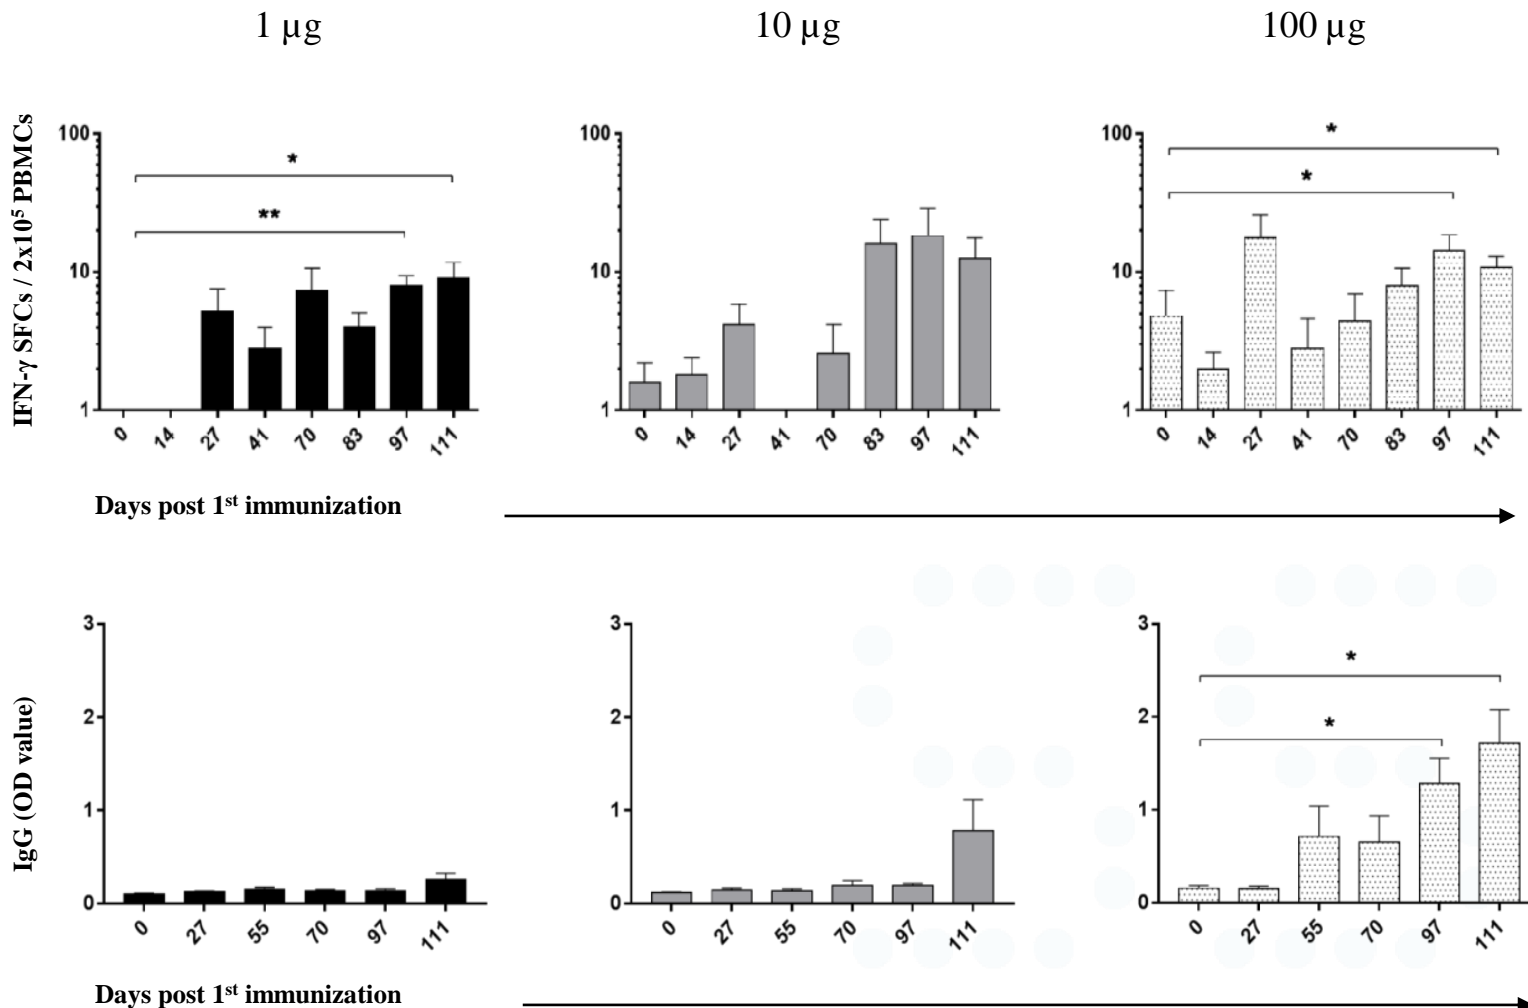 1 µg 10 µg 100 µg
IFN-γ SFCs / 2x10⁵ PBMCs
* * *
** *
100 100 100
10 10 10
1 1 1
0 14 27 41 70 83 97 111 0 14 27 41 70 83 97 111 0 14 27 41 70 83 97 111
Days post 1st immunization
IgG (OD value)
3 3 3
*
2 2 2
*
1 1 1
0 0 0
0 27 55 70 97 111 0 27 55 70 97 111 0 27 55 70 97 111
Days post 1st immunization